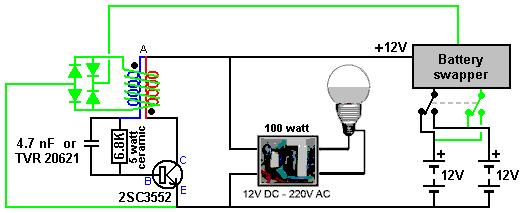 A
+12V
Battery
swapper
4.7 nF or
TVR 20621
6.8K
5 watt
ceramic
100 watt
C
B
E
2SC3552
12V DC - 220V AC
+
12V
+
12V